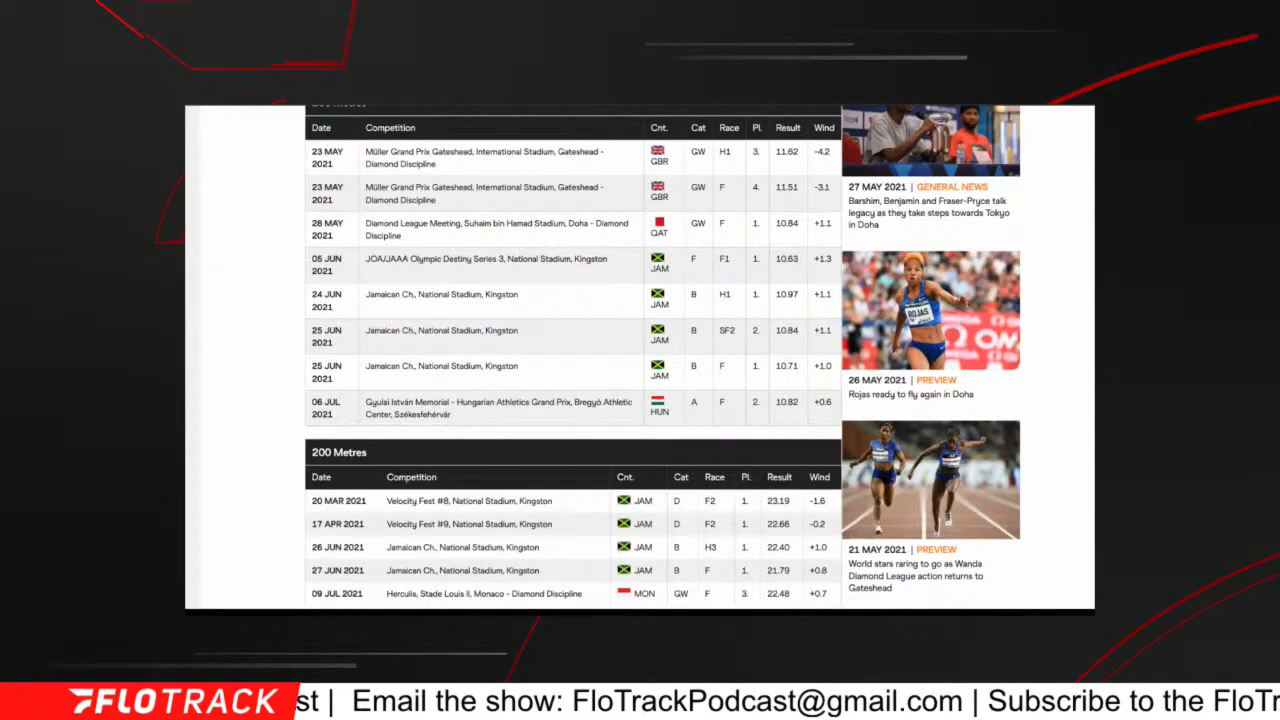 Date Competition Cnt. Cat Race Pl. Result Wind
23 MAY 2021 Müller Grand Prix Gateshead, International Stadium, Gateshead - Diamond Discipline GBR GW H1 3. 11.62 -4.2
23 MAY 2021 Müller Grand Prix Gateshead, International Stadium, Gateshead - Diamond Discipline GBR GW F 4. 11.51 -3.1
28 MAY 2021 Diamond League Meeting, Suhaim bin Hamad Stadium, Doha - Diamond Discipline QAT GW F 1. 10.84 +1.1
05 JUN 2021 JOA/JAAA Olympic Destiny Series 3, National Stadium, Kingston JAM F F1 1. 10.63 +1.3
24 JUN 2021 Jamaican Ch., National Stadium, Kingston JAM B H1 1. 10.97 +1.1
25 JUN 2021 Jamaican Ch., National Stadium, Kingston JAM B SF2 2. 10.84 +1.1
25 JUN 2021 Jamaican Ch., National Stadium, Kingston JAM B F 1. 10.71 +1.0
06 JUL 2021 Gyulai István Memorial - Hungarian Athletics Grand Prix, Bregyó Athletic Center, Székesfehérvár HUN A F 2. 10.82 +0.6
200 Metres
Date Competition Cnt. Cat Race Pl. Result Wind
20 MAR 2021 Velocity Fest #8, National Stadium, Kingston JAM D F2 1. 23.19 -1.6
17 APR 2021 Velocity Fest #9, National Stadium, Kingston JAM D F2 1. 22.66 -0.2
26 JUN 2021 Jamaican Ch., National Stadium, Kingston JAM B H3 1. 22.40 +1.0
27 JUN 2021 Jamaican Ch., National Stadium, Kingston JAM B F 1. 21.79 +0.8
09 JUL 2021 Herculis, Stade Louis II, Monaco - Diamond Discipline MON GW F 3. 22.48 +0.7
27 MAY 2021 | GENERAL NEWS
Barshim, Benjamin and Fraser-Pryce talk
legacy as they take steps towards Tokyo
in Doha
ROJAS
26 MAY 2021 | PREVIEW
Rojas ready to fly again in Doha
21 MAY 2021 | PREVIEW
World stars raring to go as Wanda
Diamond League action returns to
Gateshead
FLOTRACK
st | Email the show: FloTrackPodcast@gmail.com | Subscribe to the FloTr